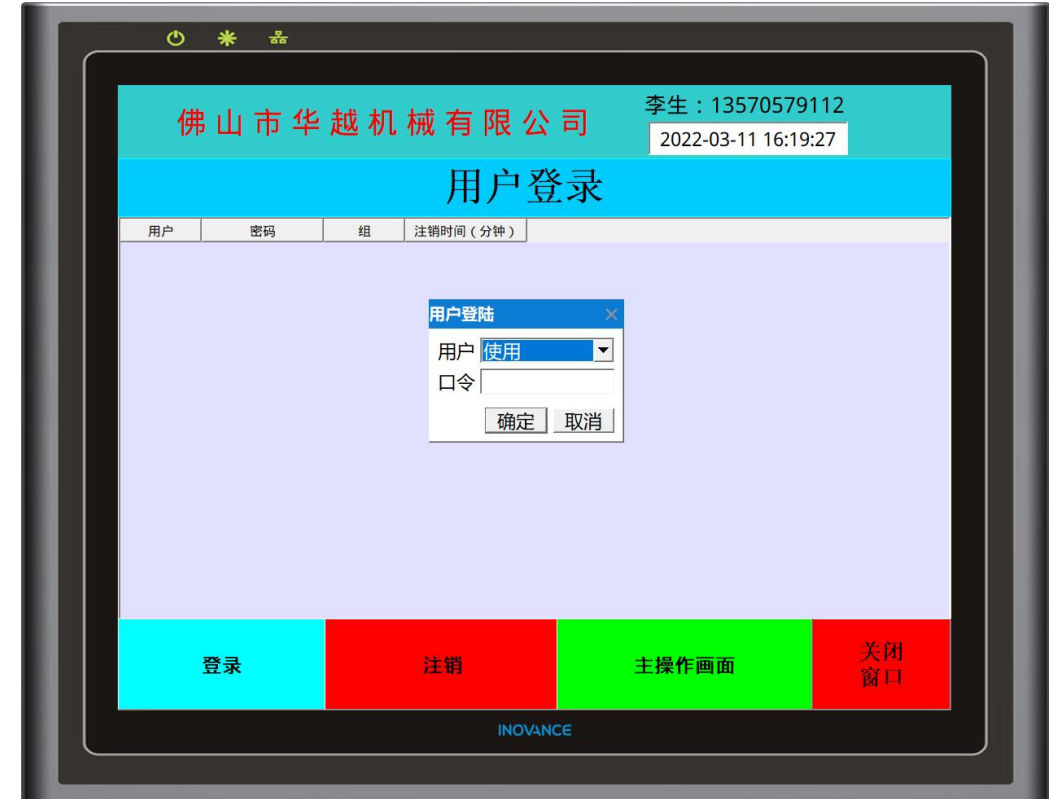 佛山市华越机械有限公司
李生：13570579112
2022-03-11 16:19:27
用户登录
用户 密码 组 注销时间（分钟）
用户登陆
用户 使用
口令
确定 取消
登录 注销 主操作画面 关闭
窗口
INOVANCE